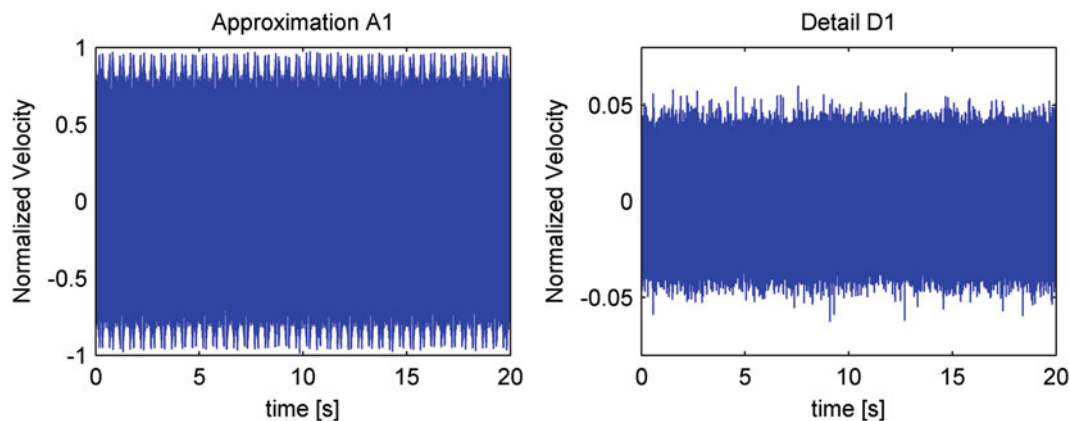 Approximation A1
Normalized Velocity
1
0.5
0
-0.5
-1
0 5 10 15 20
time [s]
Detail D1
Normalized Velocity
0.05
0
-0.05
0 5 10 15 20
time [s]